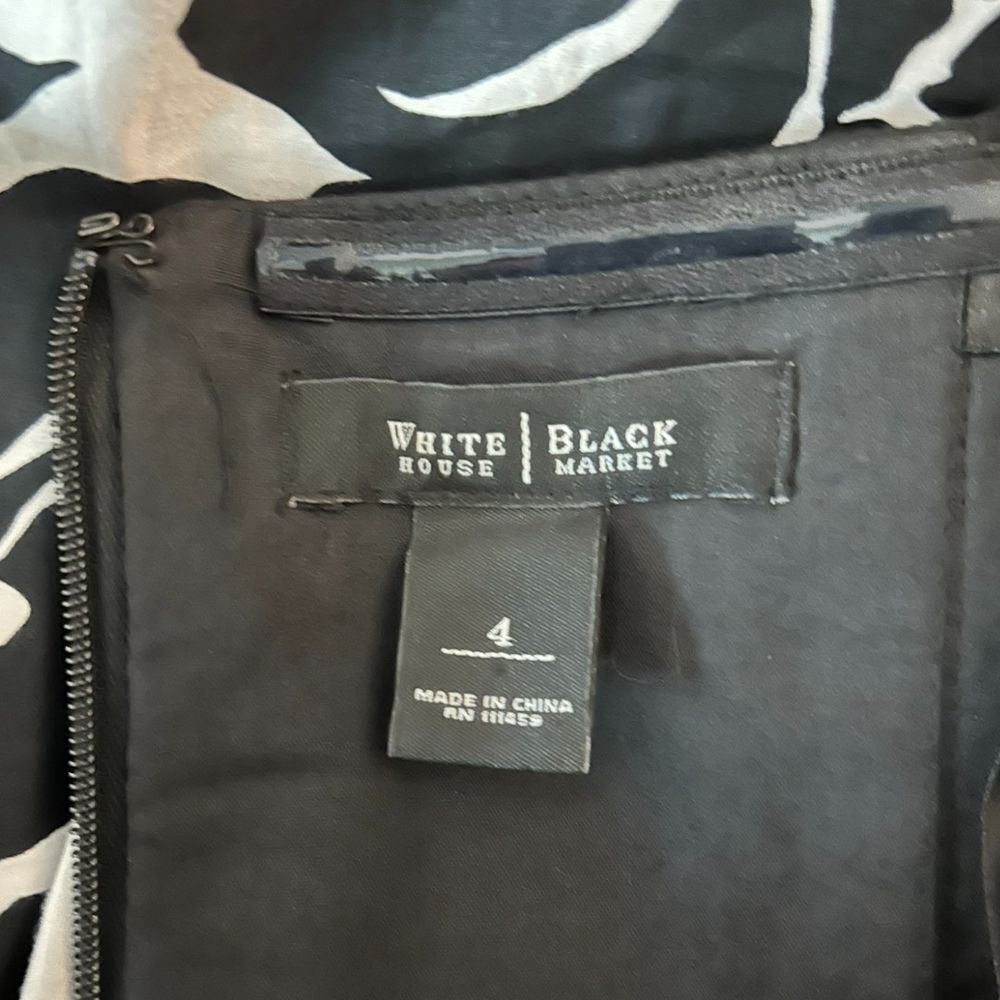 WHITE | BLACK
HOUSE | MARKET
4
MADE IN CHINA
RN 111459